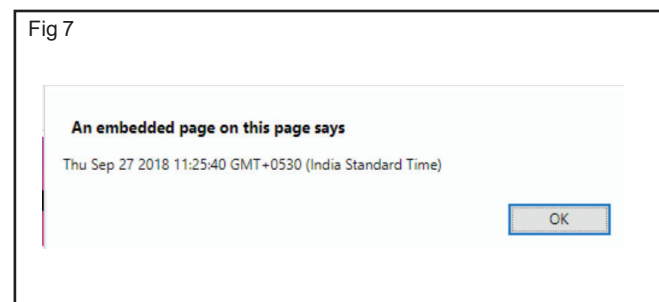 Fig 7
An embedded page on this page says
Thu Sep 27 2018 11:25:40 GMT+0530 (India Standard Time)
OK